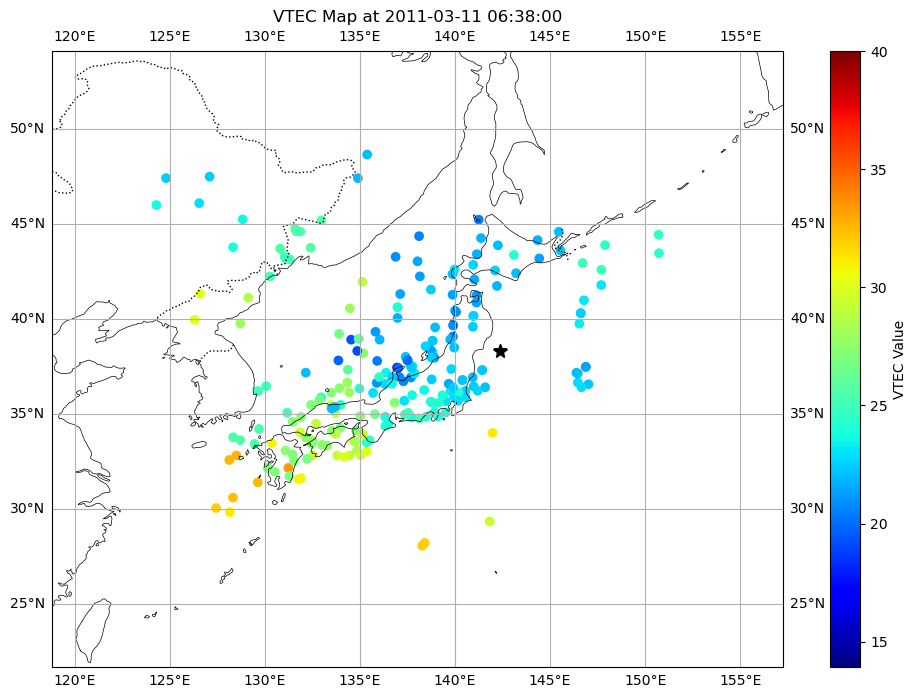 VTEC Map at 2011-03-11 06:38:00
120°E 125°E 130°E 135°E 140°E 145°E 150°E 155°E
40
50°N 50°N
35
45°N 45°N
40°N 40°N
30
VTEC Value
35°N 35°N
25
30°N 30°N
20
25°N 25°N
15
120°E 125°E 130°E 135°E 140°E 145°E 150°E 155°E